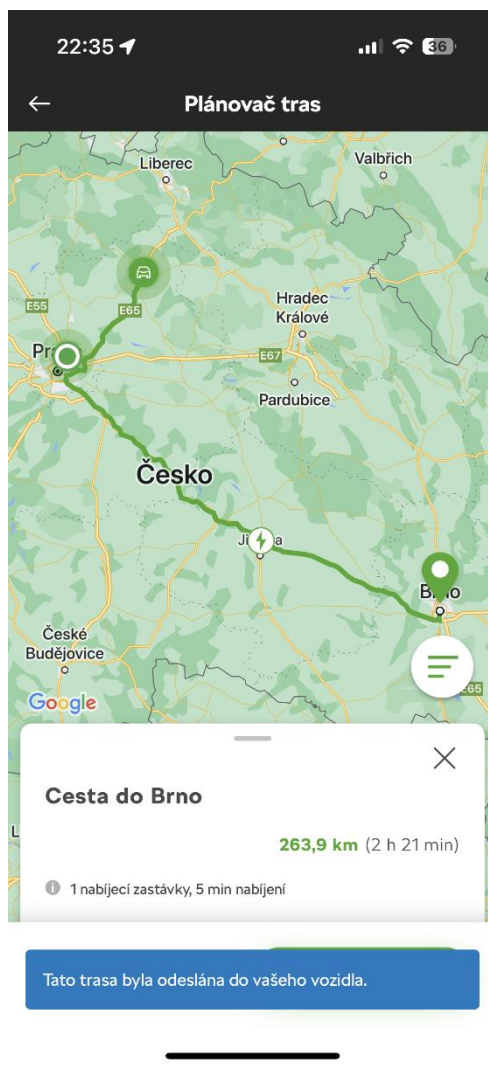 22:35
36
Plánovač tras
Liberec
Valbřich
E55
E65
Hradec
Králové
E67
Pardubice
Česko
České
Budějovice
Google
Cesta do Brno
263,9 km (2 h 21 min)
1 nabíjecí zastávky, 5 min nabíjení
Tato trasa byla odeslána do vašeho vozidla.